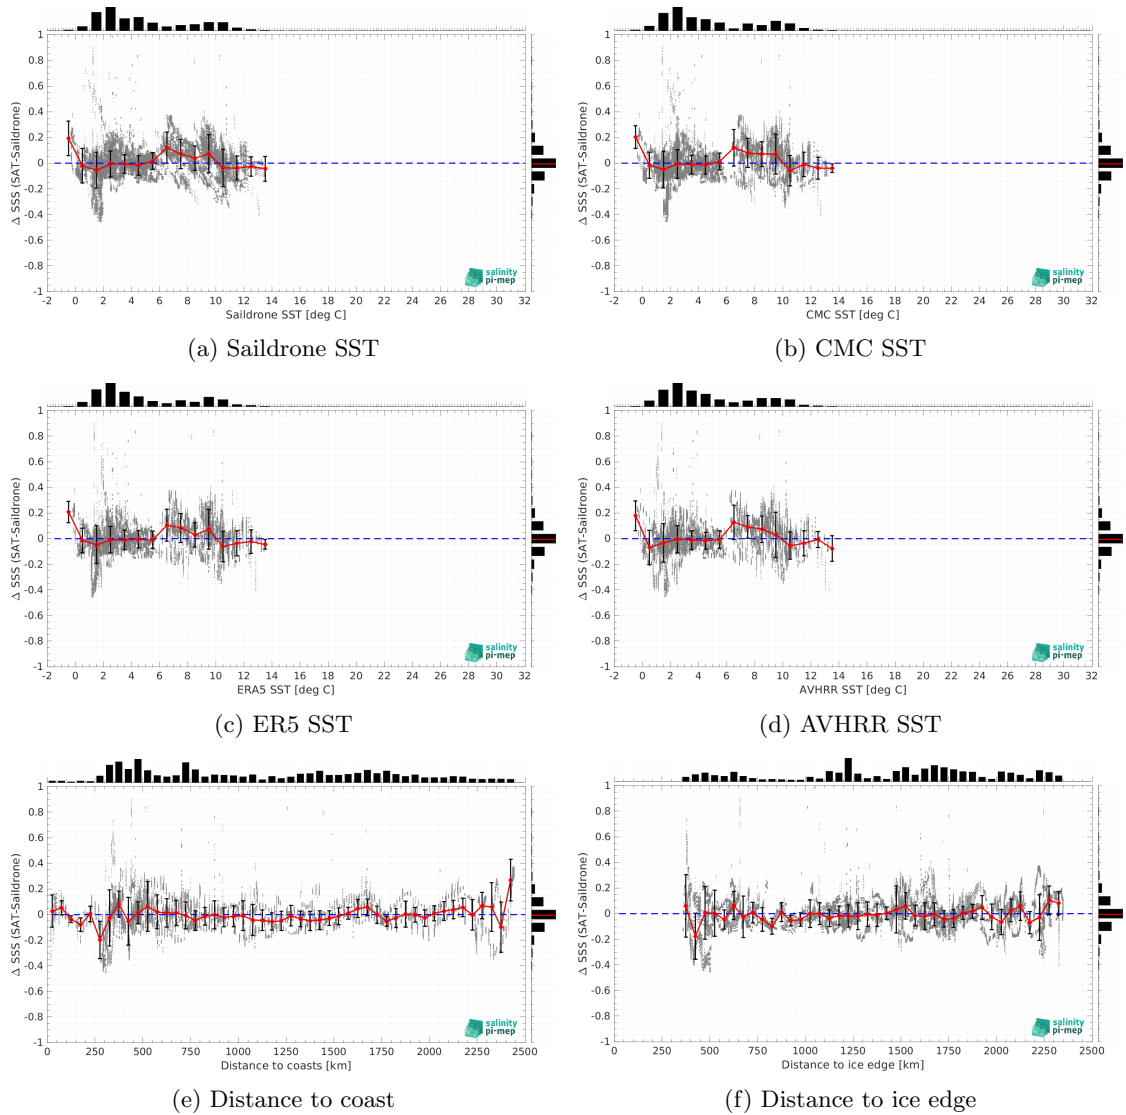 Δ SSS (SAT-Saildrone)
1
0.8
0.6
0.4
0.2
0
-0.2
-0.4
-0.6
-0.8
-1
-2 0 2 4 6 8 10 12 14 16 18 20 22 24 26 28 30 32
Saildrone SST [deg C]
salinity
pi-mep
(a) Saildrone SST
Δ SSS (SAT-Saildrone)
1
0.8
0.6
0.4
0.2
0
-0.2
-0.4
-0.6
-0.8
-1
-2 0 2 4 6 8 10 12 14 16 18 20 22 24 26 28 30 32
CMC SST [deg C]
salinity
pi-mep
(b) CMC SST
Δ SSS (SAT-Saildrone)
1
0.8
0.6
0.4
0.2
0
-0.2
-0.4
-0.6
-0.8
-1
-2 0 2 4 6 8 10 12 14 16 18 20 22 24 26 28 30 32
ERA5 SST [deg C]
salinity
pi-mep
(c) ER5 SST
Δ SSS (SAT-Saildrone)
1
0.8
0.6
0.4
0.2
0
-0.2
-0.4
-0.6
-0.8
-1
-2 0 2 4 6 8 10 12 14 16 18 20 22 24 26 28 30 32
AVHRR SST [deg C]
salinity
pi-mep
(d) AVHRR SST
Δ SSS (SAT-Saildrone)
1
0.8
0.6
0.4
0.2
0
-0.2
-0.4
-0.6
-0.8
-1
0 250 500 750 1000 1250 1500 1750 2000 2250 2500
Distance to coasts [km]
salinity
pi-mep
(e) Distance to coast
Δ SSS (SAT-Saildrone)
1
0.8
0.6
0.4
0.2
0
-0.2
-0.4
-0.6
-0.8
-1
0 250 500 750 1000 1250 1500 1750 2000 2250 2500
Distance to ice edge [km]
salinity
pi-mep
(f) Distance to ice edge